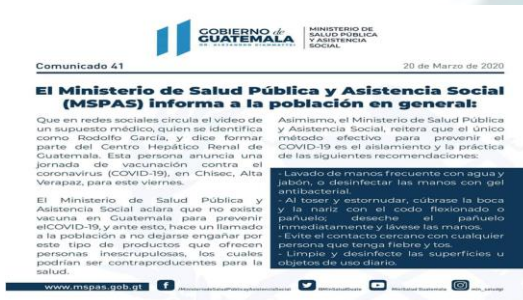 GOBIERNO de
GUATEMALA
DR. ALEJANDRO GIAMMATTEI
MINISTERIO DE
SALUD PÚBLICA
Y ASISTENCIA
SOCIAL
Comunicado 41
20 de Marzo de 2020
El Ministerio de Salud Pública y Asistencia Social
(MSPAS) informa a la población en general:
Que en redes sociales circula el video de
un supuesto médico, quien se identifica
como Rodolfo García, y dice formar
parte del Centro Hepático Renal de
Guatemala. Esta persona anuncia una
jornada de vacunación contra el
coronavirus (COVID-19), en Chisec, Alta
Verapaz, para este viernes.
El Ministerio de Salud Pública y
Asistencia Social aclara que no existe
vacuna en Guatemala para prevenir
elCOVID-19, y ante esto, hace un llamado
a la población a no dejarse engañar por
este tipo de productos que ofrecen
personas inescrupulosas, los cuales
podrían ser contraproducentes para la
salud.
Asimismo, el Ministerio de Salud Pública
y Asistencia Social, reitera que el único
método efectivo para prevenir el
COVID-19 es el aislamiento y la práctica
de las siguientes recomendaciones:
- Lavado de manos frecuente con agua y
jabón, o desinfectar las manos con gel
antibacterial.
- Al toser y estornudar, cúbrase la boca
y la nariz con el codo flexionado o
pañuelo; deseche el pañuelo
inmediatamente y lávese las manos.
- Evite el contacto cercano con cualquier
persona que tenga fiebre y tos.
- Limpie y desinfecte las superficies u
objetos de uso diario.
www.mspas.gob.gt